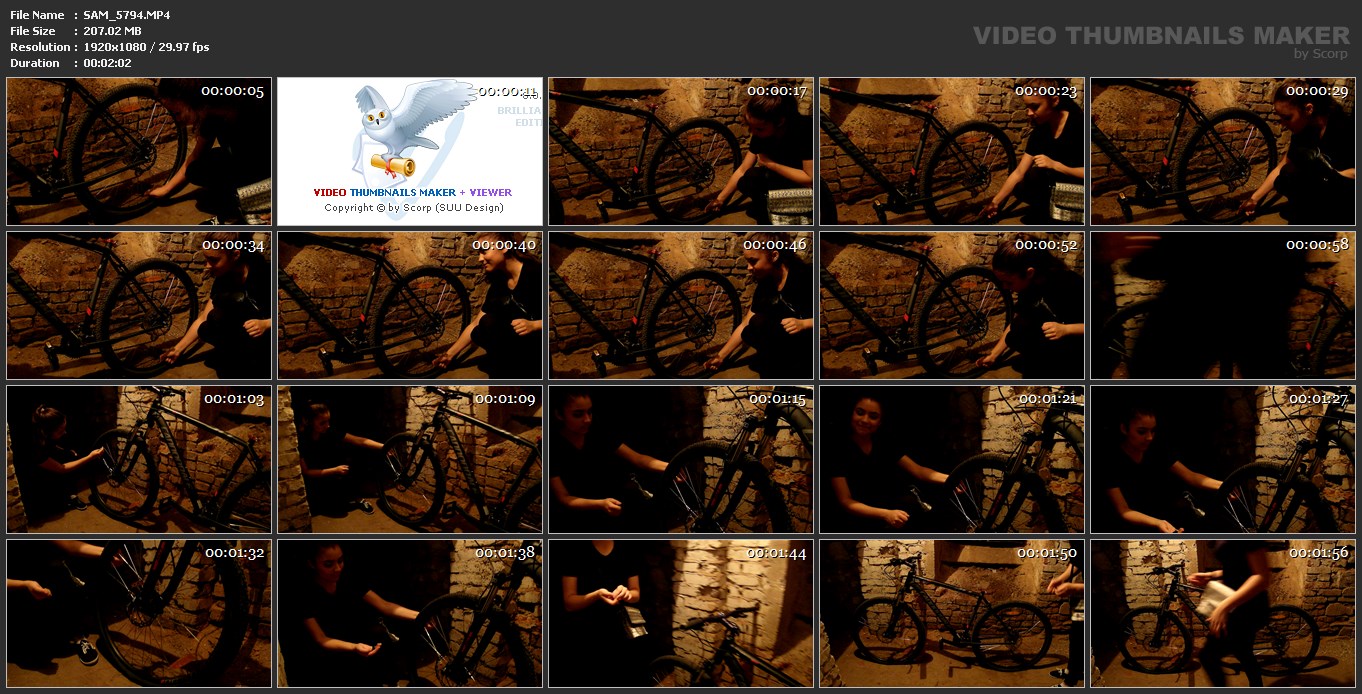 File Name : SAM_5794.MP4
File Size : 207.02 MB
Resolution : 1920x1080 / 29.97 fps
Duration : 00:02:02
VIDEO THUMBNAILS MAKER
by Scorp
00:00:05
00:00:11
BRILLIA
EDIT
VIDEO THUMBNAILS MAKER + VIEWER
Copyright © by Scorp (SUU Design)
00:00:17
00:00:23
00:00:29
00:00:34
00:00:40
00:00:46
00:00:52
00:00:58
00:01:03
00:01:09
00:01:15
00:01:21
00:01:27
00:01:32
00:01:38
00:01:44
00:01:50
00:01:56